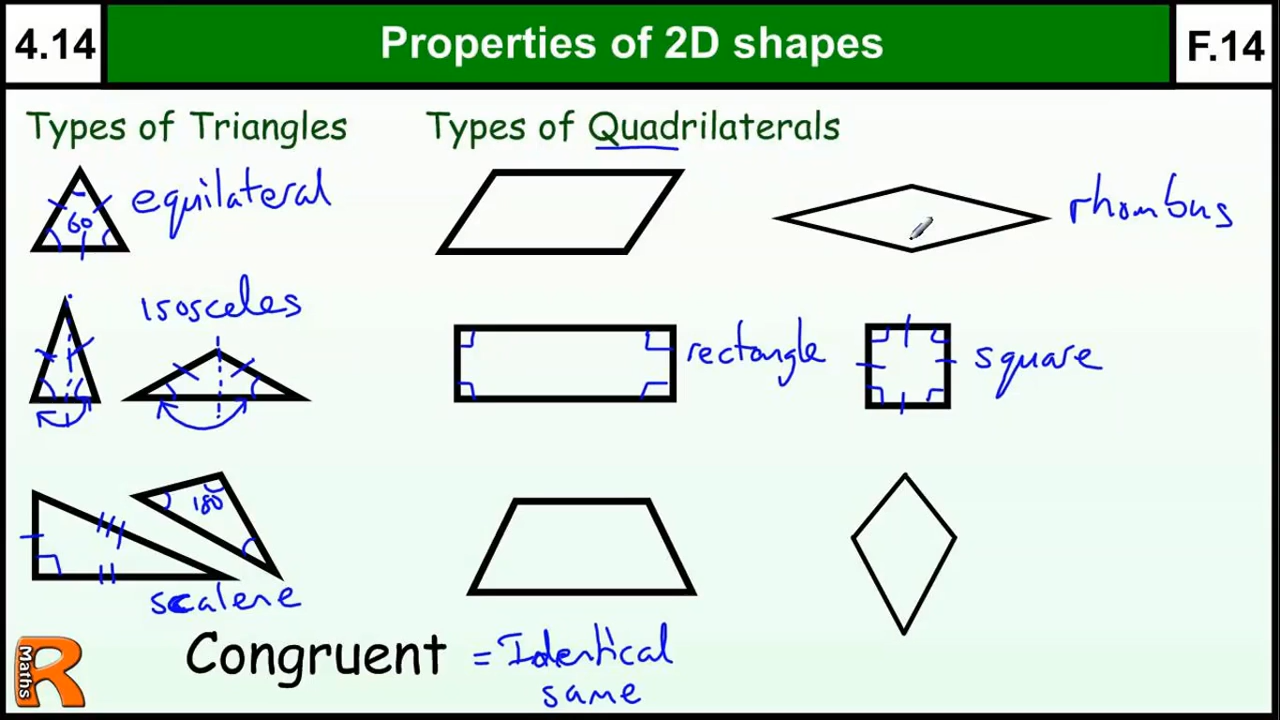 4.14
Properties of 2D shapes
F.14
Types of Triangles
Types of Quadrilaterals
60
equilateral
rhombus
isosceles
rectangle
square
180
scalene
Congruent = Identical
same
R
Maths